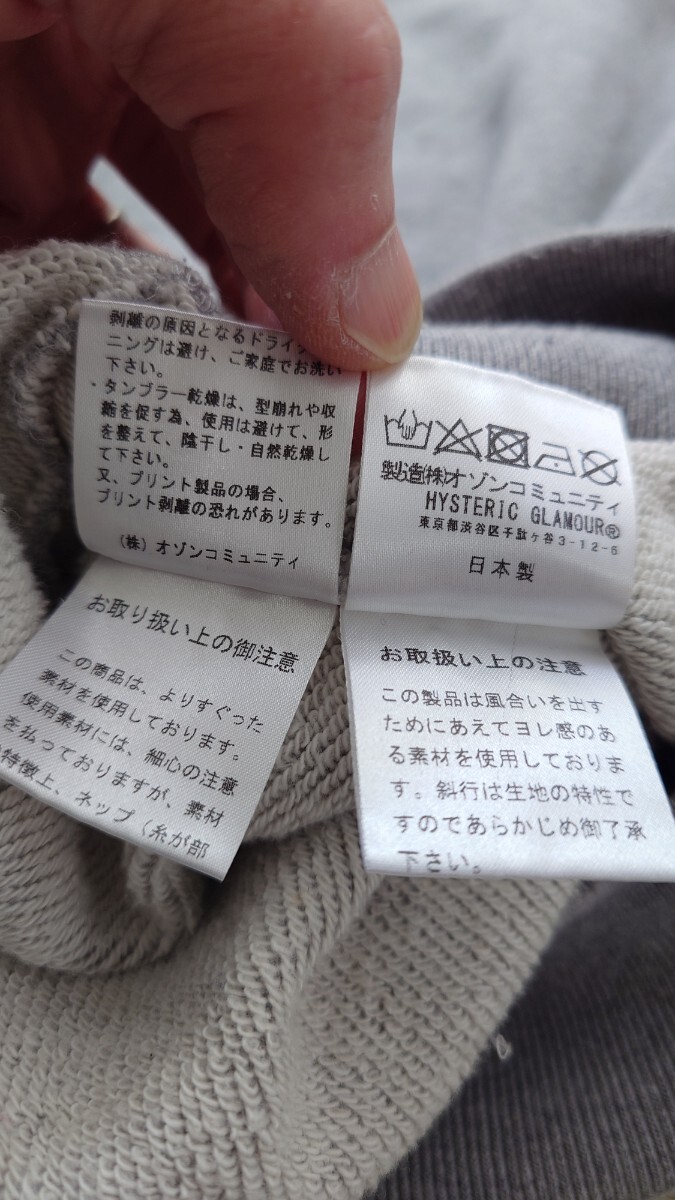 剥離の原因となるドライ
ニングは避け、ご家庭でお洗い
下さい。
・タンブラー乾燥は、型崩れや収
縮を促す為、使用は避けて、形
を整えて、陰干し・自然乾燥し
て下さい。
又、プリント製品の場合、
プリント剥離の恐れがあります。
(株)オゾンコミュニティ
製造(株)オゾンコミュニティ
HYSTERIC GLAMOUR®
東京都渋谷区千駄ヶ谷3-12-6
日本製
お取り扱い上の御注意
この商品は、よりすぐった
素材を使用しております。
使用素材には、細心の注意
を払っておりますが、素材
特徴上、ネップ(糸が部
お取扱い上の注意
この製品は風合いを出す
ためにあえてヨレ感のあ
る素材を使用しておりま
す。斜行は生地の特性で
すのであらかじめ御了承
下さい。